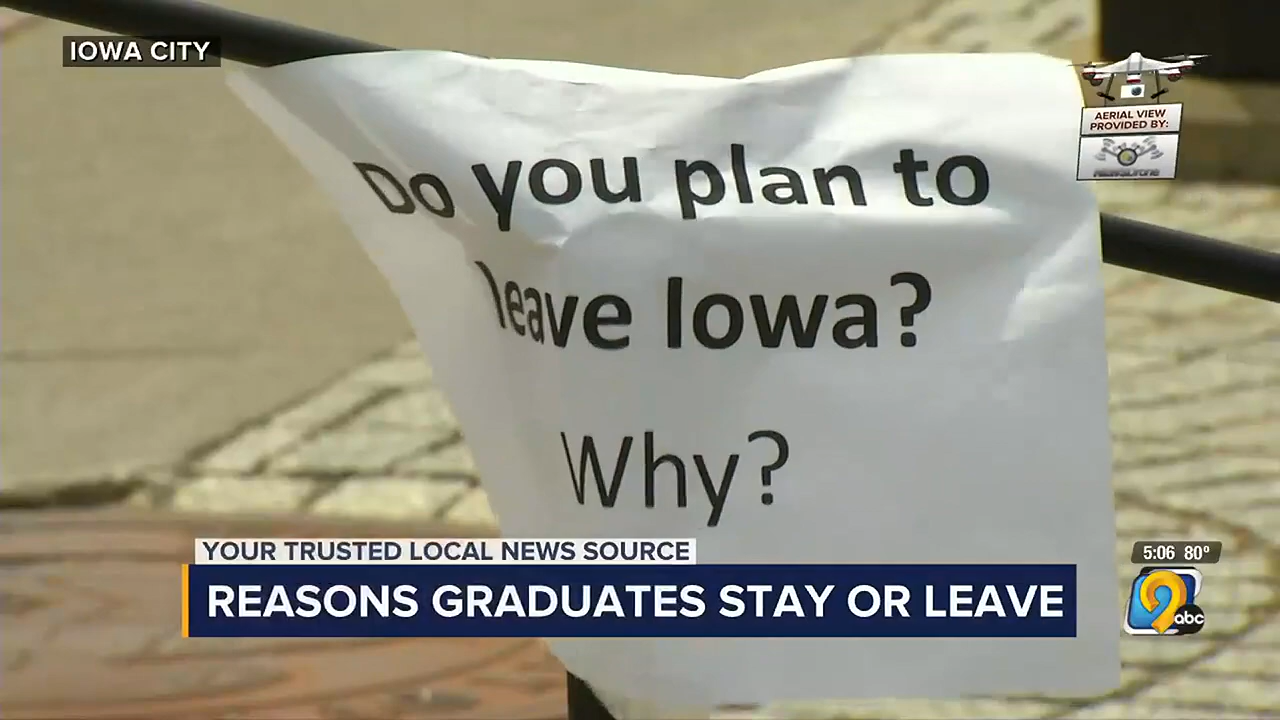 IOWA CITY
AERIAL VIEW
PROVIDED BY:
Do you plan to
leave Iowa?
Why?
YOUR TRUSTED LOCAL NEWS SOURCE
REASONS GRADUATES STAY OR LEAVE
5:06 80°
9
abc